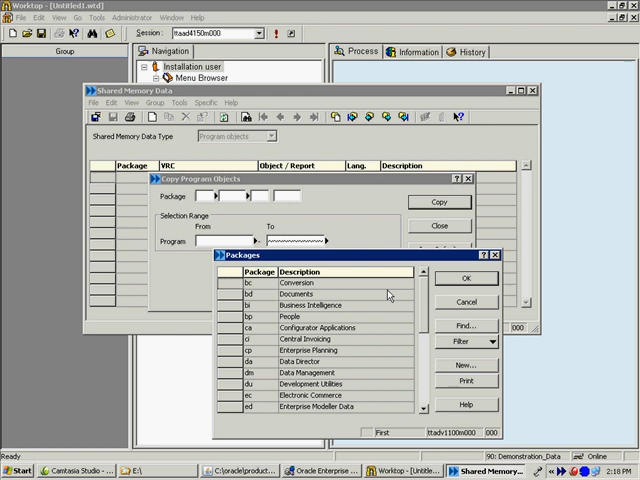 Worktop - [Untitled1.wtd]
File Edit View Group Administrators Window Help
Session: ttaad4150m000
Group
Navigation
Process Information History
Installation user
Menu Browser
Shared Memory Data
File Edit View Group Tools Specific Help
Shared Memory Data Type Program objects
Package VRC Object / Report Lang. Description
Copy Program Objects
Package
Copy
Selection Range
From To
Close
Program
Packages
Package Description
bc Conversion
bd Documents
bi Business Intelligence
bp People
ca Configurator Applications
ci Central Invoicing
cp Enterprise Planning
da Data Director
dm Data Management
du Development Utilities
ec Electronic Commerce
ed Enterprise Modeller Data
OK
Cancel
Find...
Filter
New...
Print
Help
First ttadv1100m000 000
000
Ready
90: Demonstration_Data Online
Start Camtasia Studio - ... E:\ C:\oracle\product... Oracle Enterprise ... Worktop - [Untitle... Shared Memory... 2:18 PM